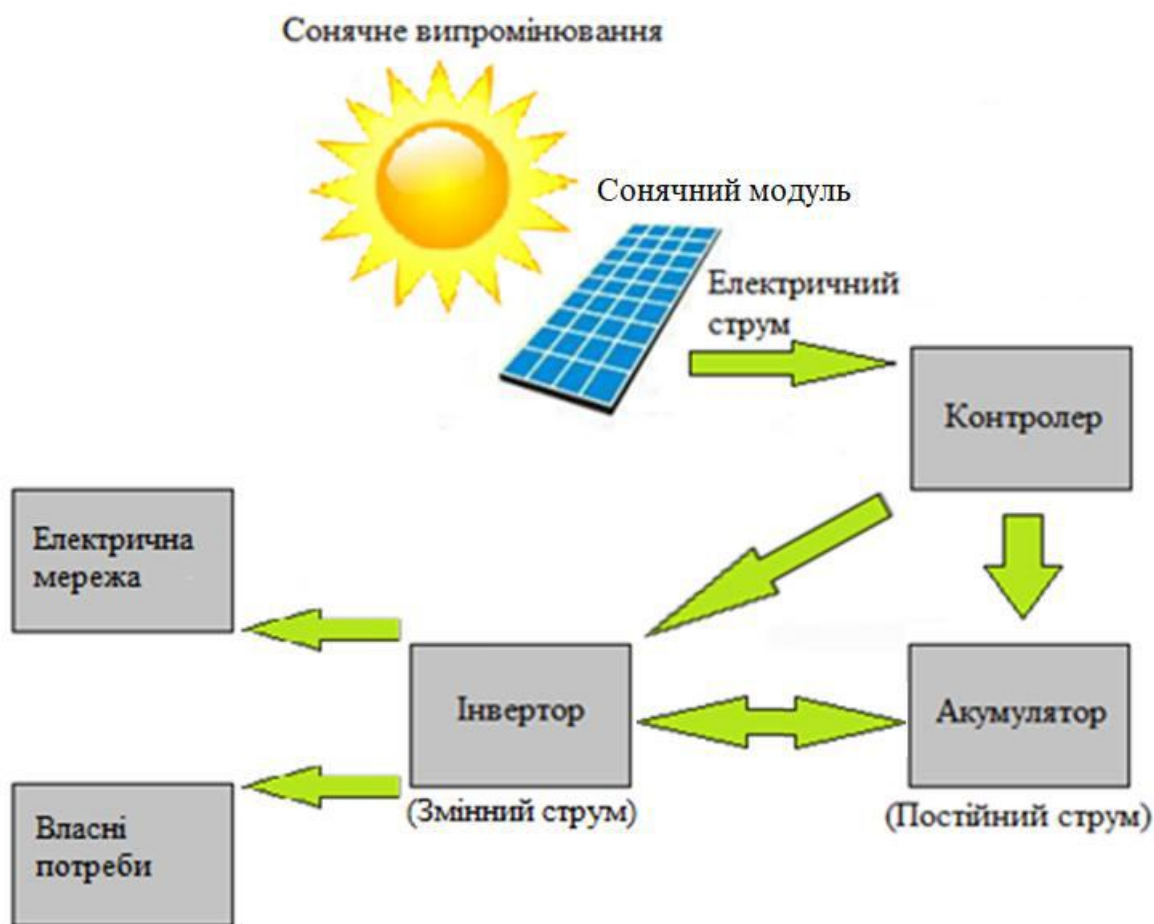 Сонячне випромінювання
Сонячний модуль
Електричний
струм
Контролер
Електрична
мережа
Інвертор
(Змінний струм)
Акумулятор
(Постійний струм)
Власні
потреби